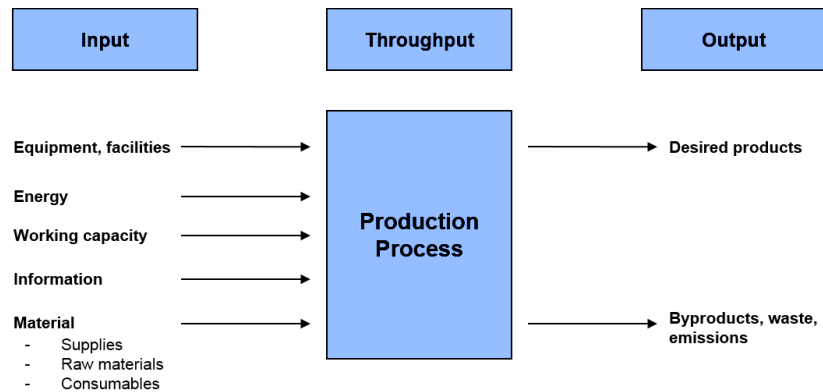 Input
Throughput
Output
Equipment, facilities
Energy
Working capacity
Information
Material
- Supplies
- Raw materials
- Consumables
Production
Process
Desired products
Byproducts, waste,
emissions